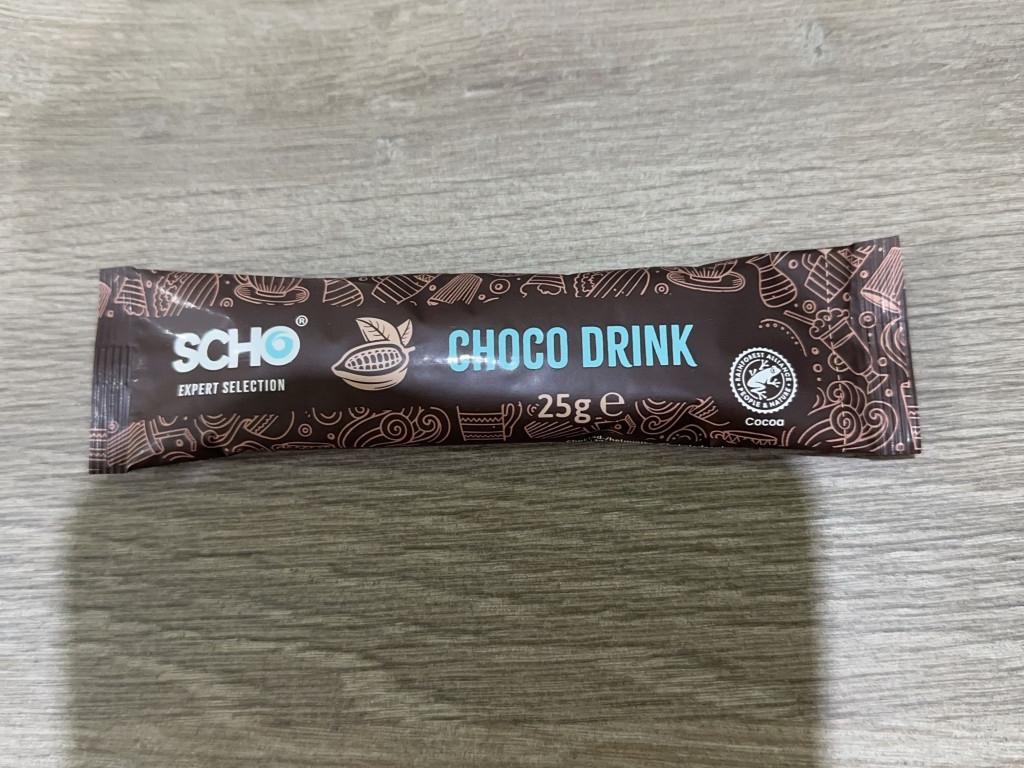 SCHO®
EXPERT SELECTION
CHOCO DRINK
25g ℮
RAINFOREST ALLIANCE
PEOPLE & NATURE
Cocoa